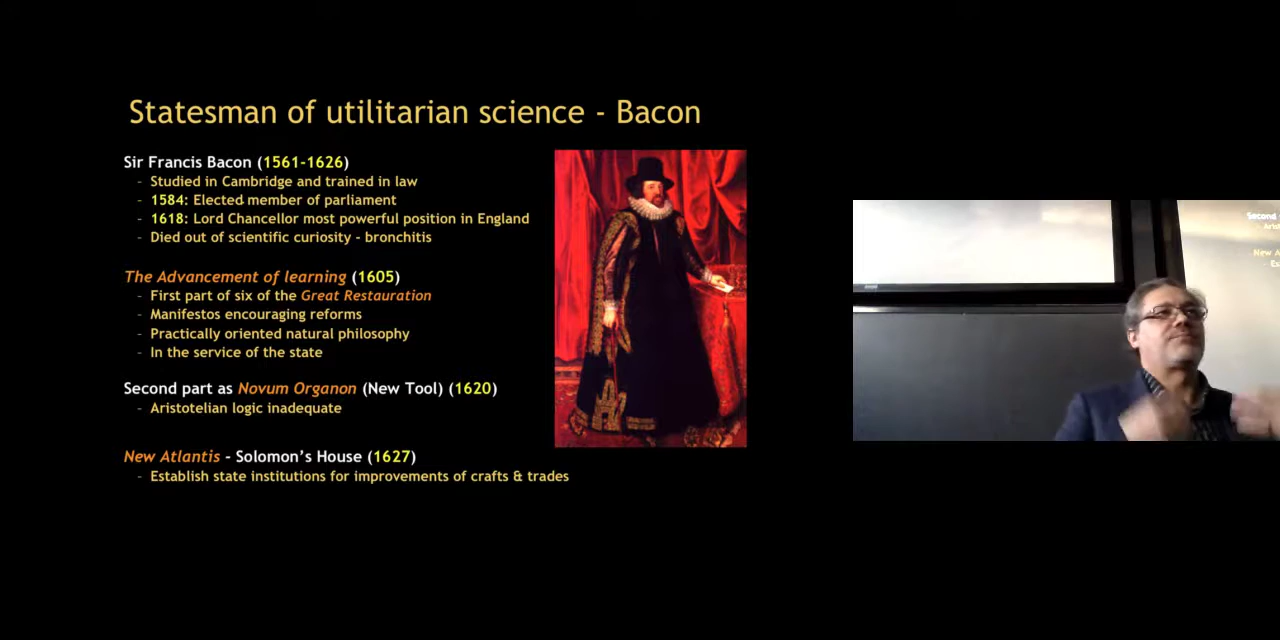 Statesman of utilitarian science - Bacon
Sir Francis Bacon (1561-1626)
- Studied in Cambridge and trained in law
- 1584: Elected member of parliament
- 1618: Lord Chancellor most powerful position in England
- Died out of scientific curiosity - bronchitis
The Advancement of learning (1605)
- First part of six of the Great Restauration
- Manifestos encouraging reforms
- Practically oriented natural philosophy
- In the service of the state
Second part as Novum Organon (New Tool) (1620)
- Aristotelian logic inadequate
New Atlantis - Solomon's House (1627)
- Establish state institutions for improvements of crafts & trades
Second
New A